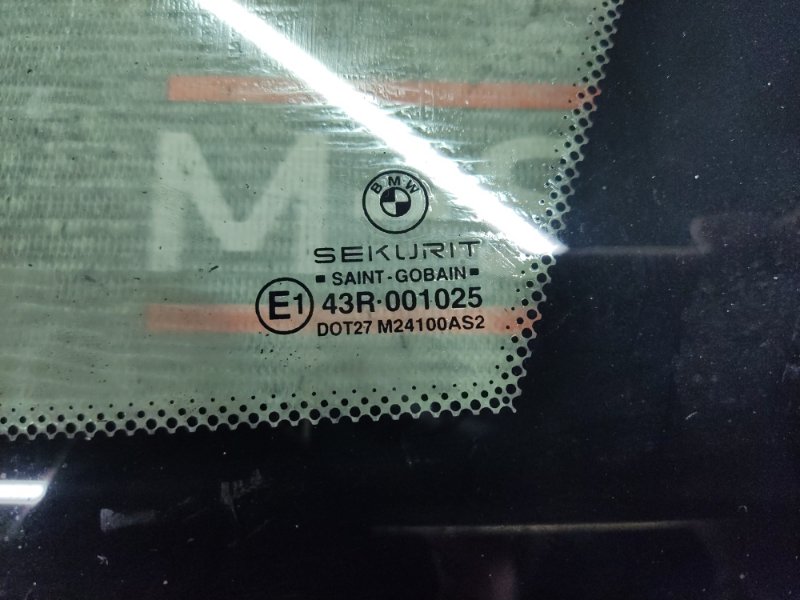 M
BMW
SEKURIT
SAINT-GOBAIN
E1 43R-001025
DOT27 M24100AS2